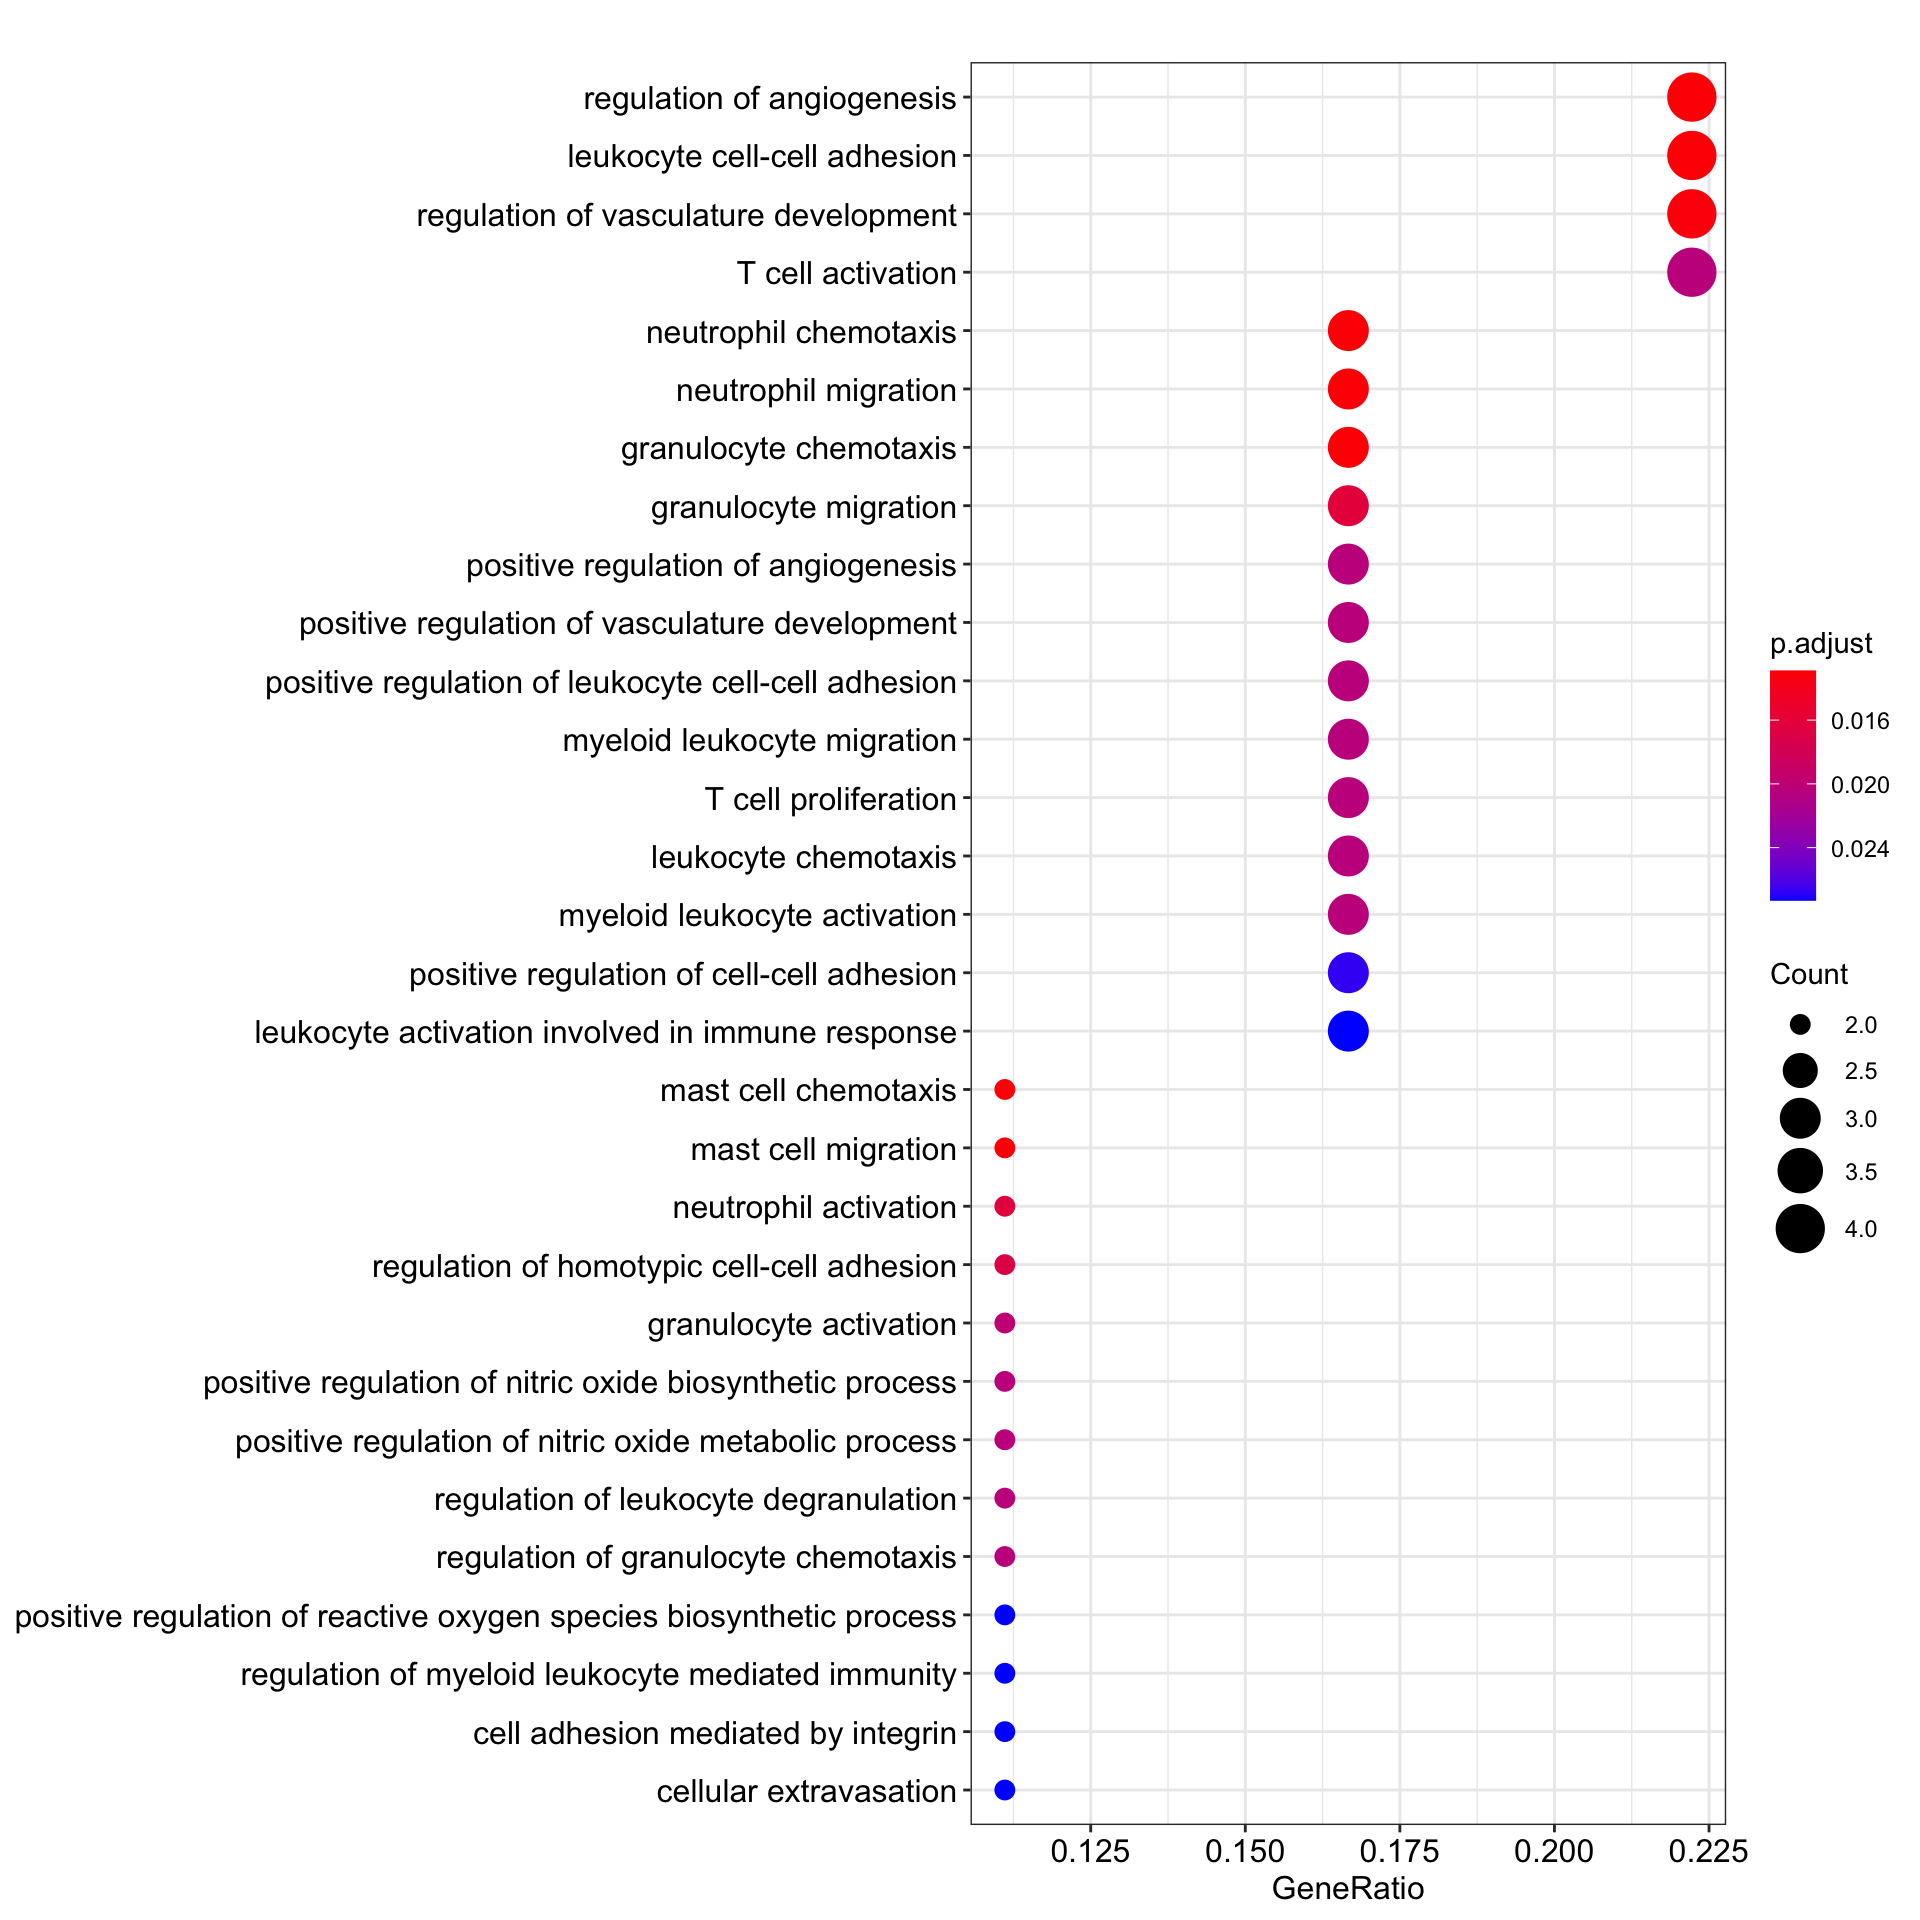 regulation of angiogenesis
leukocyte cell-cell adhesion
regulation of vasculature development
T cell activation
neutrophil chemotaxis
neutrophil migration
granulocyte chemotaxis
granulocyte migration
positive regulation of angiogenesis
positive regulation of vasculature development
positive regulation of leukocyte cell-cell adhesion
myeloid leukocyte migration
T cell proliferation
leukocyte chemotaxis
myeloid leukocyte activation
positive regulation of cell-cell adhesion
leukocyte activation involved in immune response
mast cell chemotaxis
mast cell migration
neutrophil activation
regulation of homotypic cell-cell adhesion
granulocyte activation
positive regulation of nitric oxide biosynthetic process
positive regulation of nitric oxide metabolic process
regulation of leukocyte degranulation
regulation of granulocyte chemotaxis
positive regulation of reactive oxygen species biosynthetic process
regulation of myeloid leukocyte mediated immunity
cell adhesion mediated by integrin
cellular extravasation
0.125 0.150 0.175 0.200 0.225
GeneRatio
p.adjust
0.016
0.020
0.024
Count
2.0
2.5
3.0
3.5
4.0